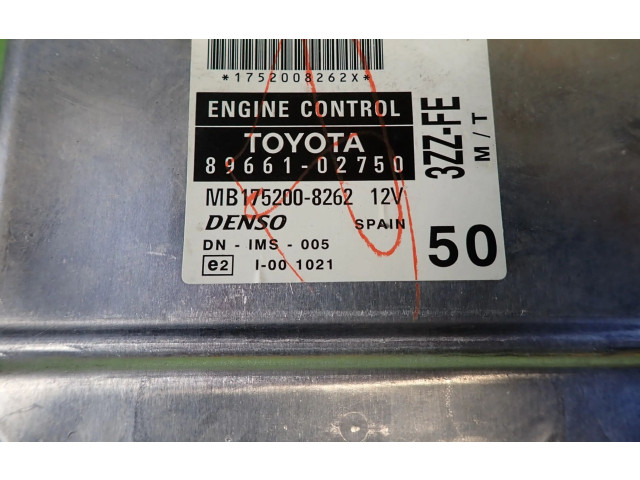 *1752008262X*
ENGINE CONTROL
TOYOTA
89661-02750
MB175200-8262 12V
DENSO SPAIN
DN - IMS - 005
e2 I-00 1021
3ZZ-FE
M/T
50